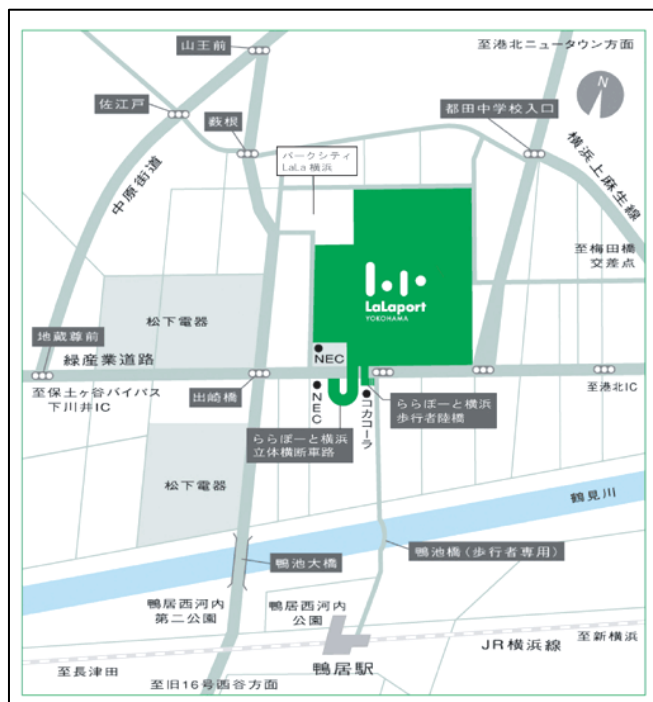 山王前
至港北ニュータウン方面
N
佐江戸
都田中学校入口
藪根
パークシティ
LaLa 横浜
中原街道
横浜上麻生線
至梅田橋
交差点
LaLaport
YOKOHAMA
松下電器
地蔵尊前
緑産業道路
NEC
至保土ヶ谷バイパス
下川井IC
出崎橋
NEC
コカコーラ
ららぽーと横浜
歩行者陸橋
至港北IC
ららぽーと横浜
立体横断車路
松下電器
鶴見川
鴨池大橋
鴨池橋(歩行者専用)
鴨居西河内
第二公園
鴨居西河内
公園
JR横浜線
至新横浜
至長津田
鴨居駅
至旧16号西谷方面